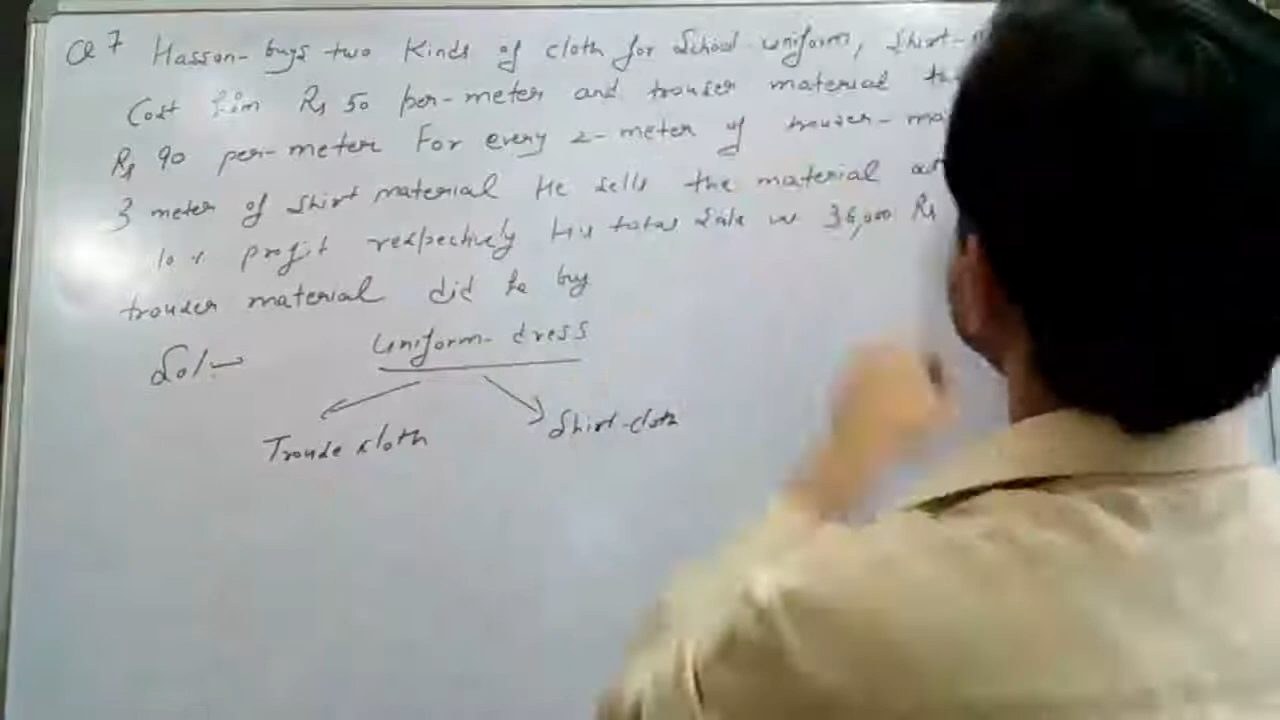 Q7 Hassan- buys two Kinds of cloth for School uniform, Shirt-
Cost him Rs 50 per-meter and trouser material
Rs 90 per-meter For every 2-meter of trouser-
3 meter of shirt material He sells the material
10 % profit respectively His total Sale is 36,000 Rs
trouser material did he buy
Sol:-
Uniform- dress
Trouse cloth
Shirt-cloth